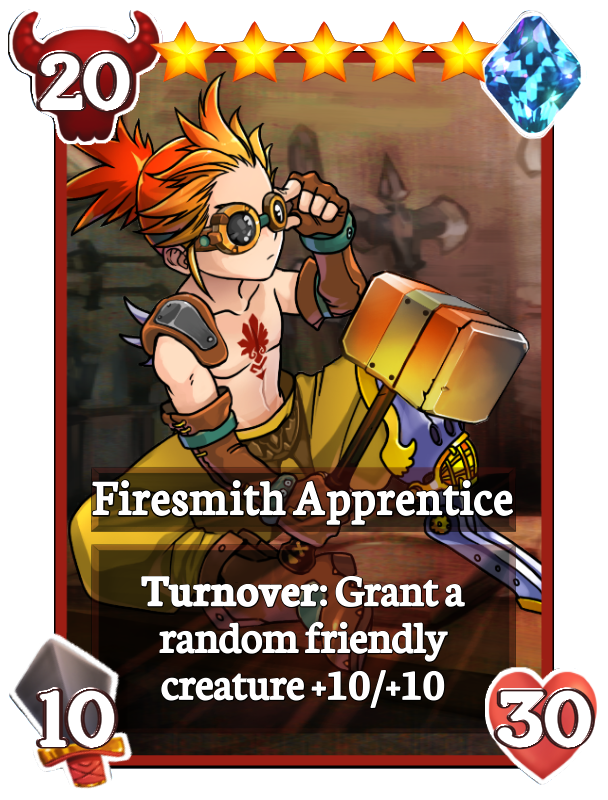 20
Firesmith Apprentice
Turnover: Grant a
random friendly
creature +10/+10
10
30